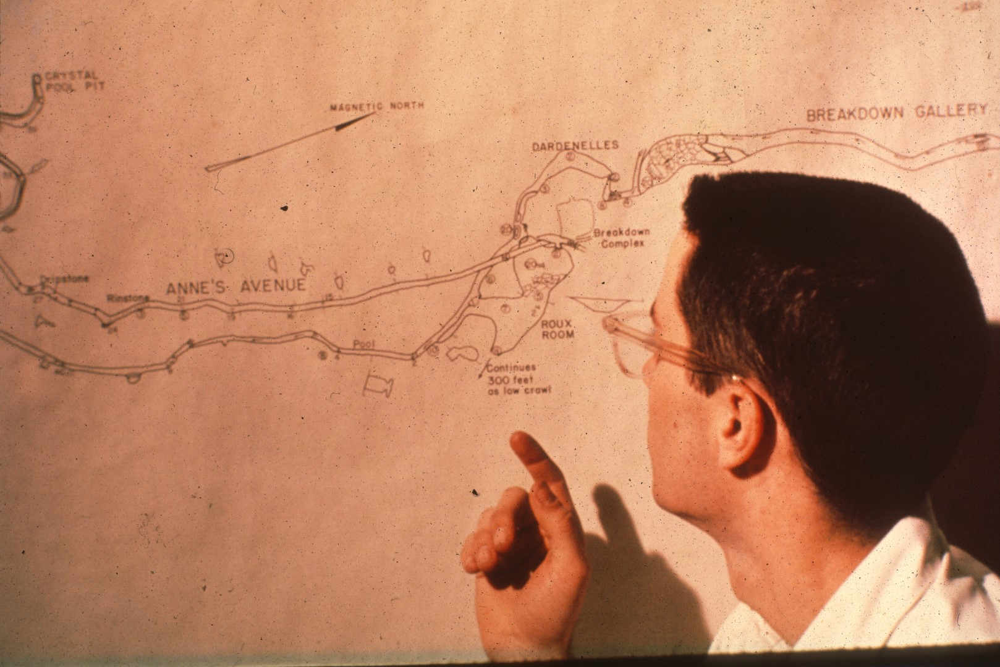 CRYSTAL
POOL PIT
MAGNETIC NORTH
BREAKDOWN GALLERY
DARDENELLES
Breakdown
Complex
Dripstone
ANNE'S AVENUE
Rinstone
ROUX
ROOM
Pool
Continues
300 feet
as low crawl